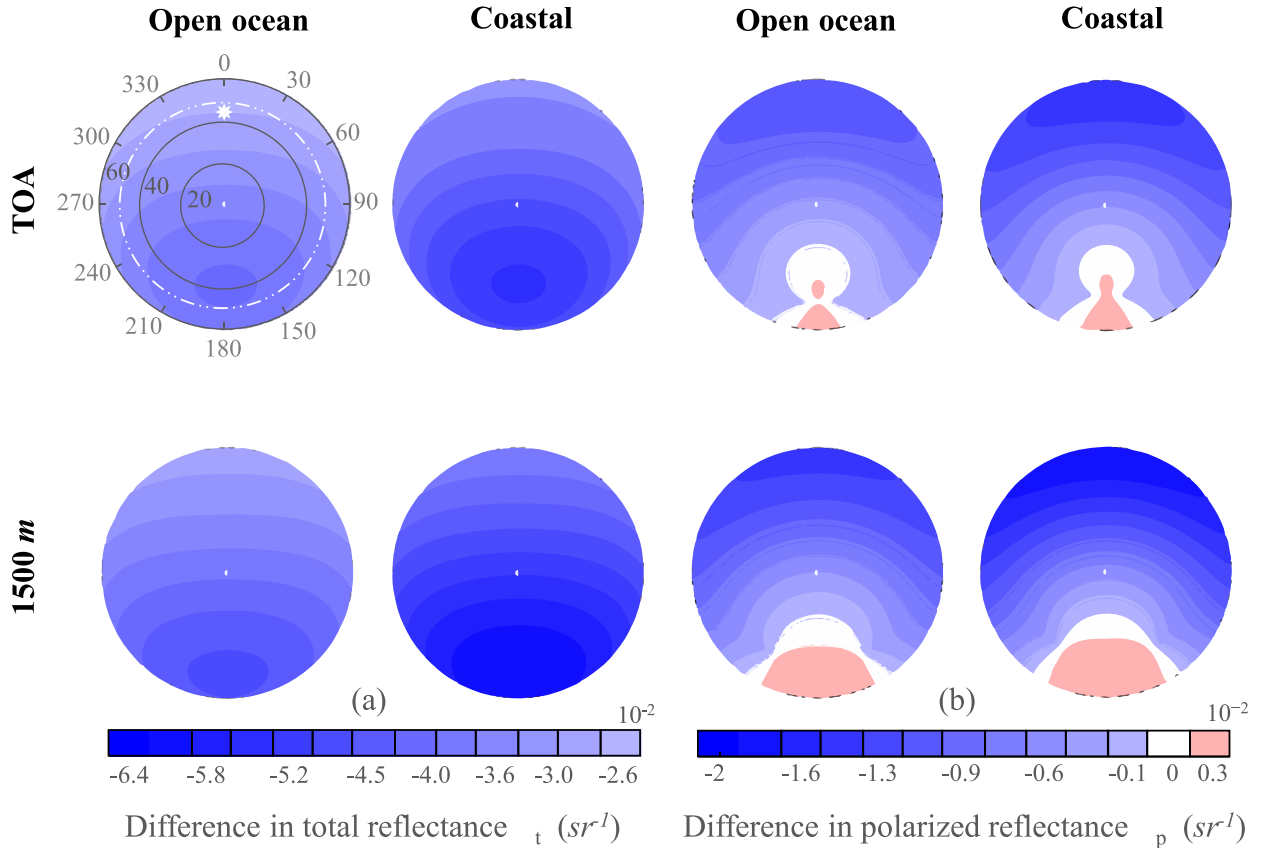 Open ocean Coastal Open ocean Coastal
TOA
0
330 30
300 60
60 40 20
270 90
240 120
210 150
180
1500 m
(a) (b)
10⁻² 10⁻²
-6.4 -5.8 -5.2 -4.5 -4.0 -3.6 -3.0 -2.6
-2 -1.6 -1.3 -0.9 -0.6 -0.1 0 0.3
Difference in total reflectance t (sr⁻¹)
Difference in polarized reflectance p (sr⁻¹)